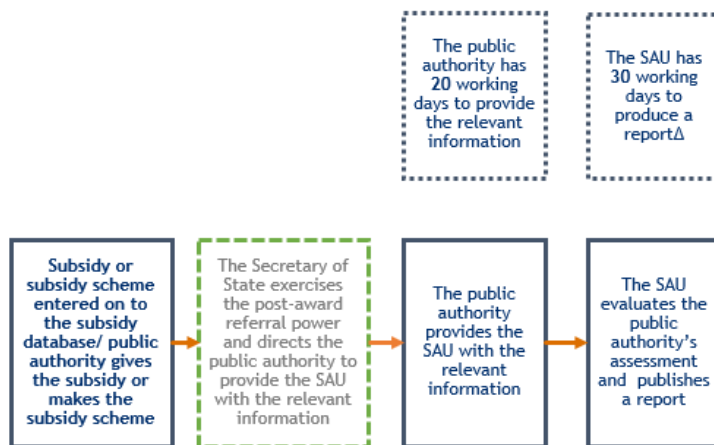 The public
authority has
20 working
days to provide
the relevant
information
The SAU has
30 working
days to
produce a
reportΔ
Subsidy or
subsidy scheme
entered on to
the subsidy
database/ public
authority gives
the subsidy or
makes the
subsidy scheme
The Secretary of
State exercises
the post-award
referral power
and directs the
public authority to
provide the SAU
with the relevant
information
The public
authority
provides the
SAU with the
relevant
information
The SAU
evaluates the
public
authority's
assessment
and publishes
a report